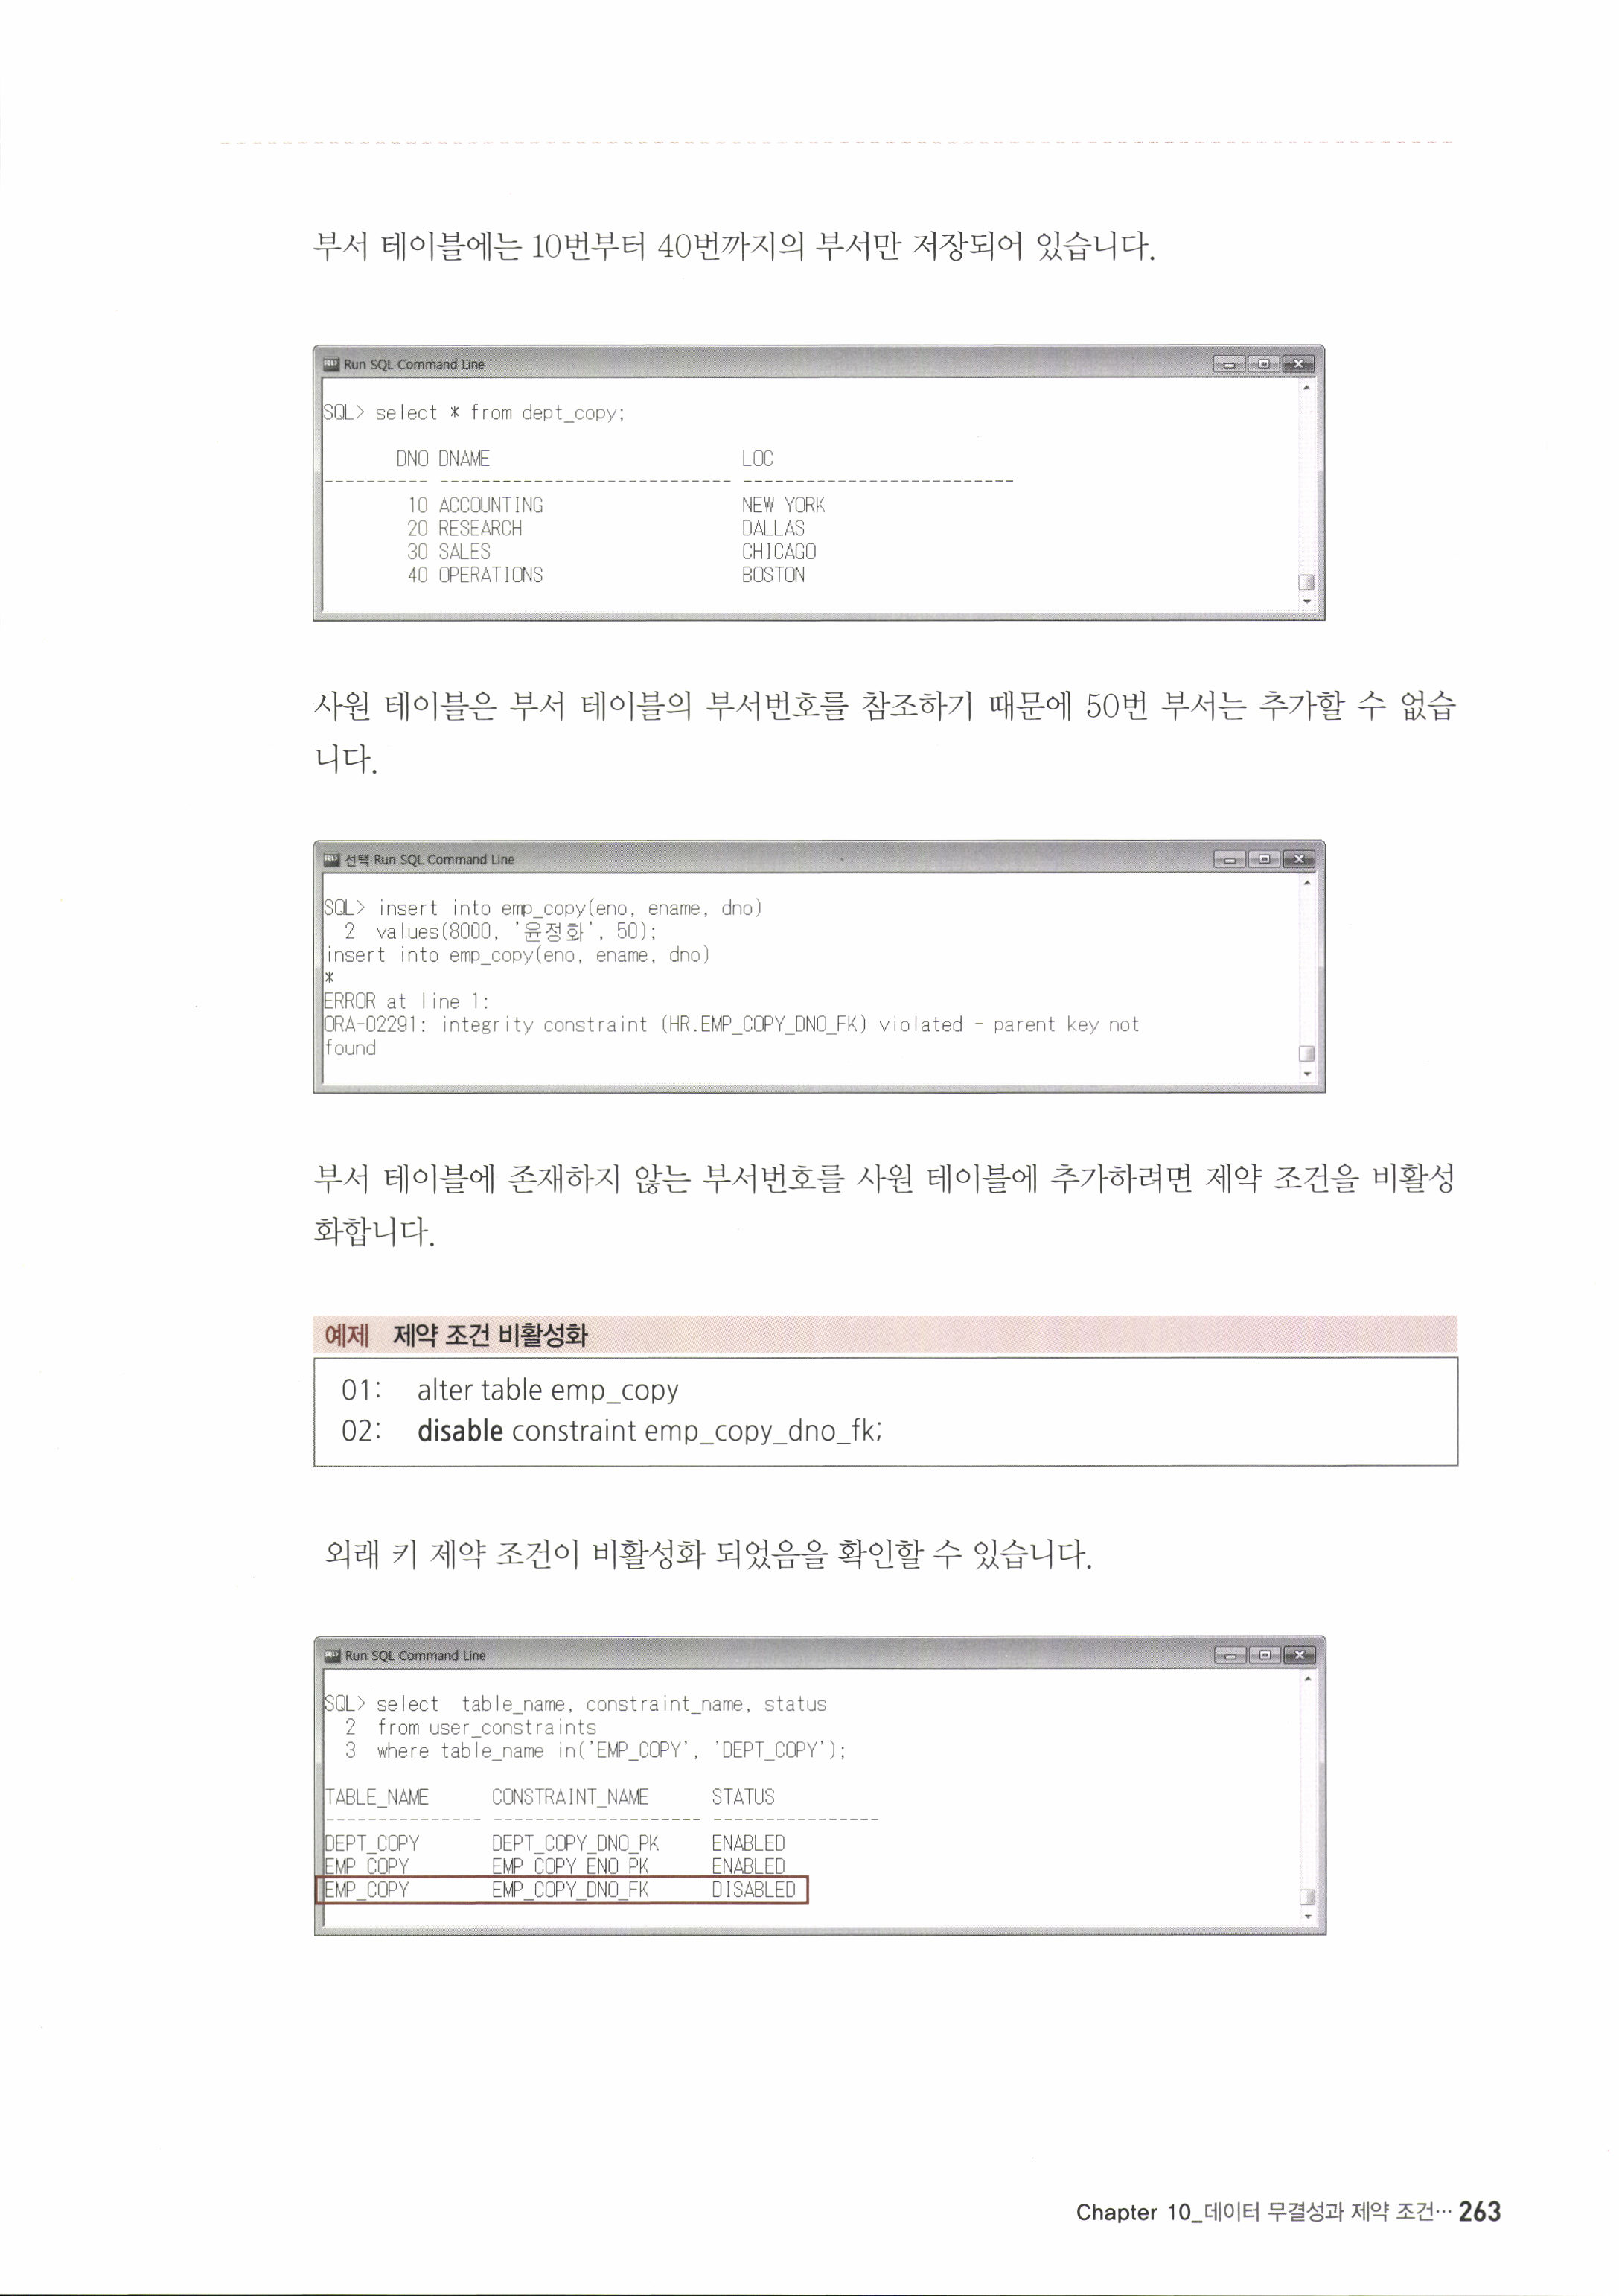 부서 테이블에는 10번부터 40번까지의 부서만 저장되어 있습니다.
Run SQL Command Line
SQL> select * from dept_copy;
DNO DNAME LOC
---------- ---------------------------- --------------------------
10 ACCOUNTING NEW YORK
20 RESEARCH DALLAS
30 SALES CHICAGO
40 OPERATIONS BOSTON
사원 테이블은 부서 테이블의 부서번호를 참조하기 때문에 50번 부서는 추가할 수 없습
니다.
선택 Run SQL Command Line
SQL> insert into emp_copy(eno, ename, dno)
2 values(8000, '윤정화', 50);
insert into emp_copy(eno, ename, dno)
*
ERROR at line 1:
ORA-02291: integrity constraint (HR.EMP_COPY_DNO_FK) violated - parent key not
found
부서 테이블에 존재하지 않는 부서번호를 사원 테이블에 추가하려면 제약 조건을 비활성
화합니다.
예제 제약 조건 비활성화
01: alter table emp_copy
02: disable constraint emp_copy_dno_fk;
외래 키 제약 조건이 비활성화 되었음을 확인할 수 있습니다.
Run SQL Command Line
SQL> select table_name, constraint_name, status
2 from user_constraints
3 where table_name in('EMP_COPY', 'DEPT_COPY');
TABLE_NAME CONSTRAINT_NAME STATUS
--------------- -------------------- ----------------
DEPT_COPY DEPT_COPY_DNO_PK ENABLED
EMP_COPY EMP_COPY_ENO_PK ENABLED
EMP_COPY EMP_COPY_DNO_FK DISABLED
Chapter 10_데이터 무결성과 제약 조건… 263